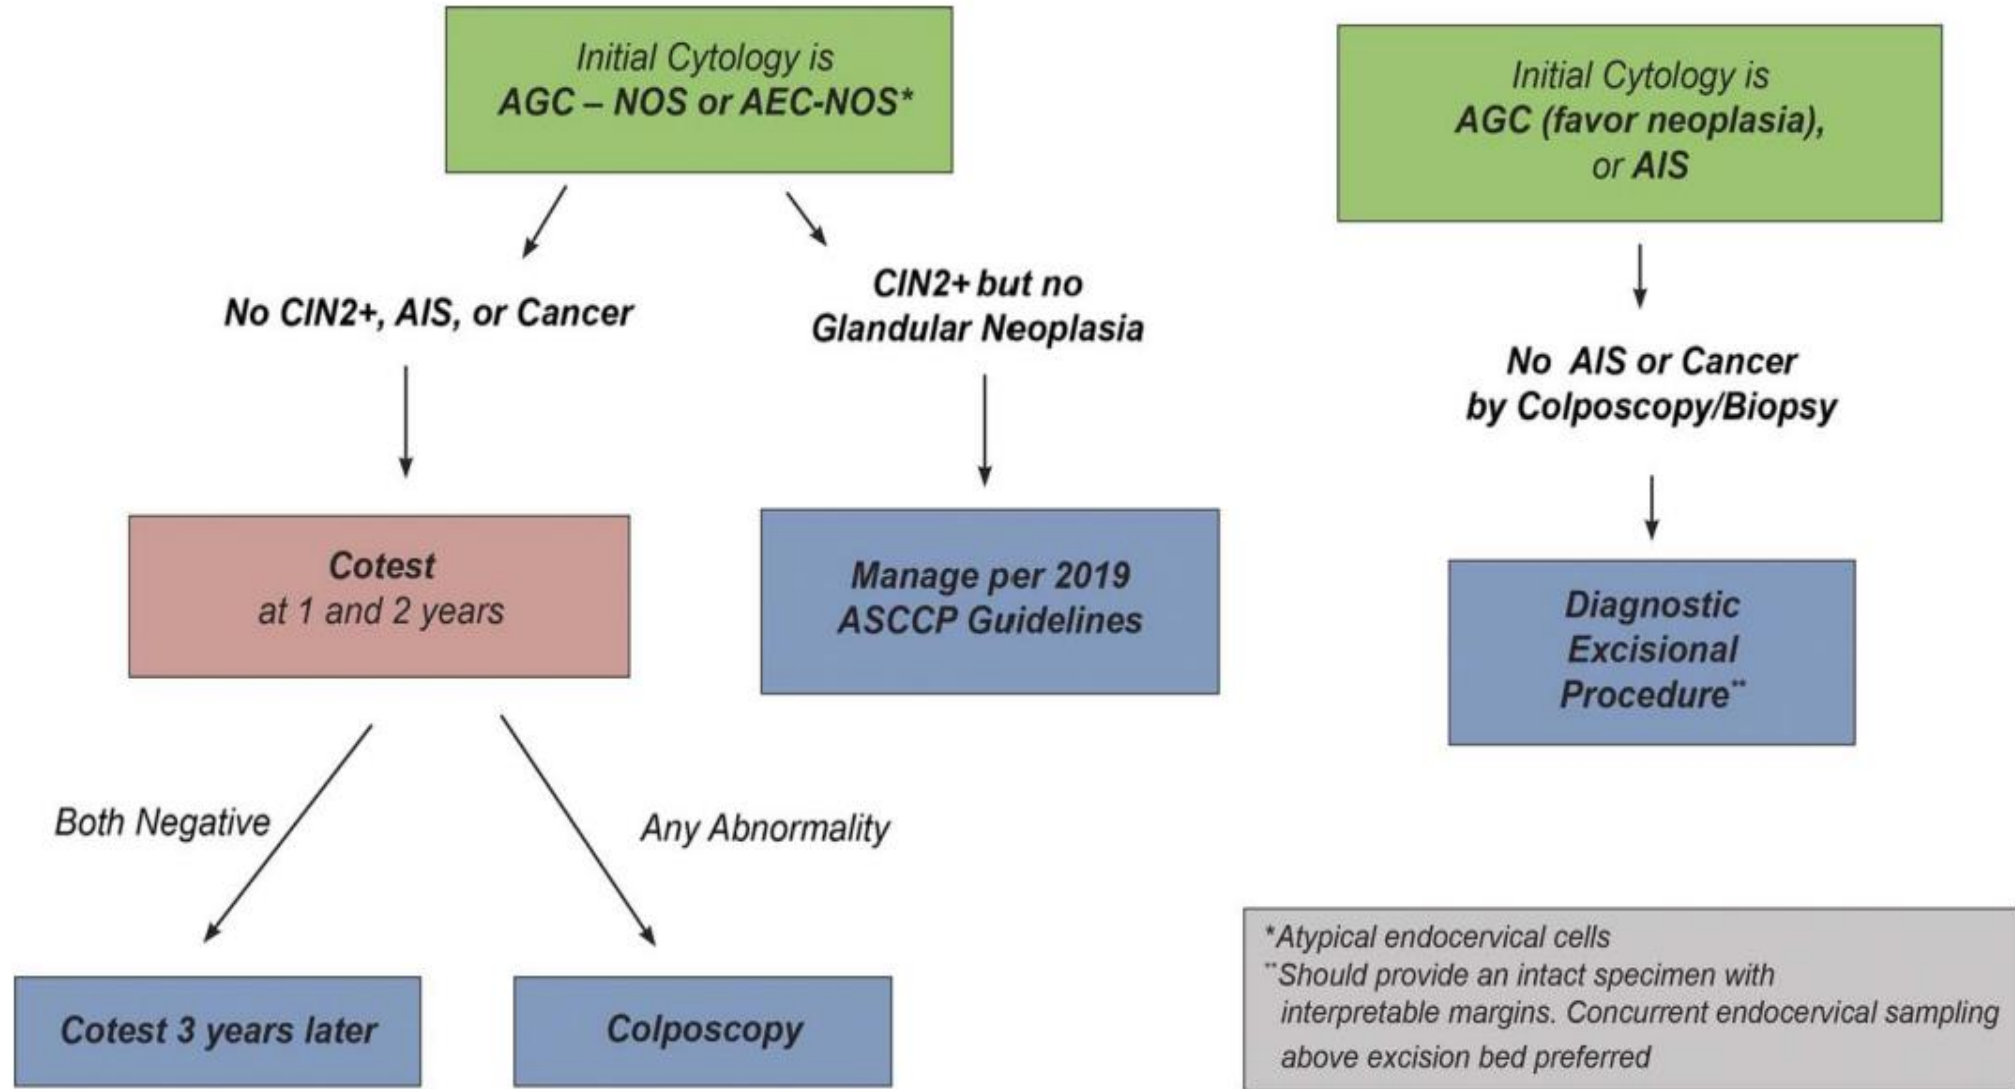 Initial Cytology is
AGC – NOS or AEC-NOS*
No CIN2+, AIS, or Cancer
CIN2+ but no
Glandular Neoplasia
Cotest
at 1 and 2 years
Manage per 2019
ASCCP Guidelines
Both Negative
Any Abnormality
Cotest 3 years later
Colposcopy
Initial Cytology is
AGC (favor neoplasia),
or AIS
No AIS or Cancer
by Colposcopy/Biopsy
Diagnostic
Excisional
Procedure**
*Atypical endocervical cells
**Should provide an intact specimen with
interpretable margins. Concurrent endocervical sampling
above excision bed preferred